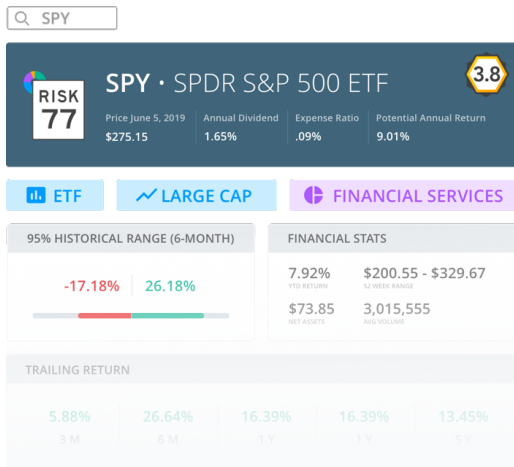 SPY
RISK
77
SPY · SPDR S&P 500 ETF
3.8
Price June 5, 2019 Annual Dividend Expense Ratio Potential Annual Return
$275.15 1.65% .09% 9.01%
ETF LARGE CAP FINANCIAL SERVICES
95% HISTORICAL RANGE (6-MONTH) FINANCIAL STATS
-17.18% 26.18%
7.92% $200.55 - $329.67
YTD RETURN 52 WEEK RANGE
$73.85 3,015,555
NET ASSETS AVG VOLUME
TRAILING RETURN
5.88% 26.64% 16.39% 16.39% 13.45%
3 M 6 M 1 Y 1 Y 5 Y